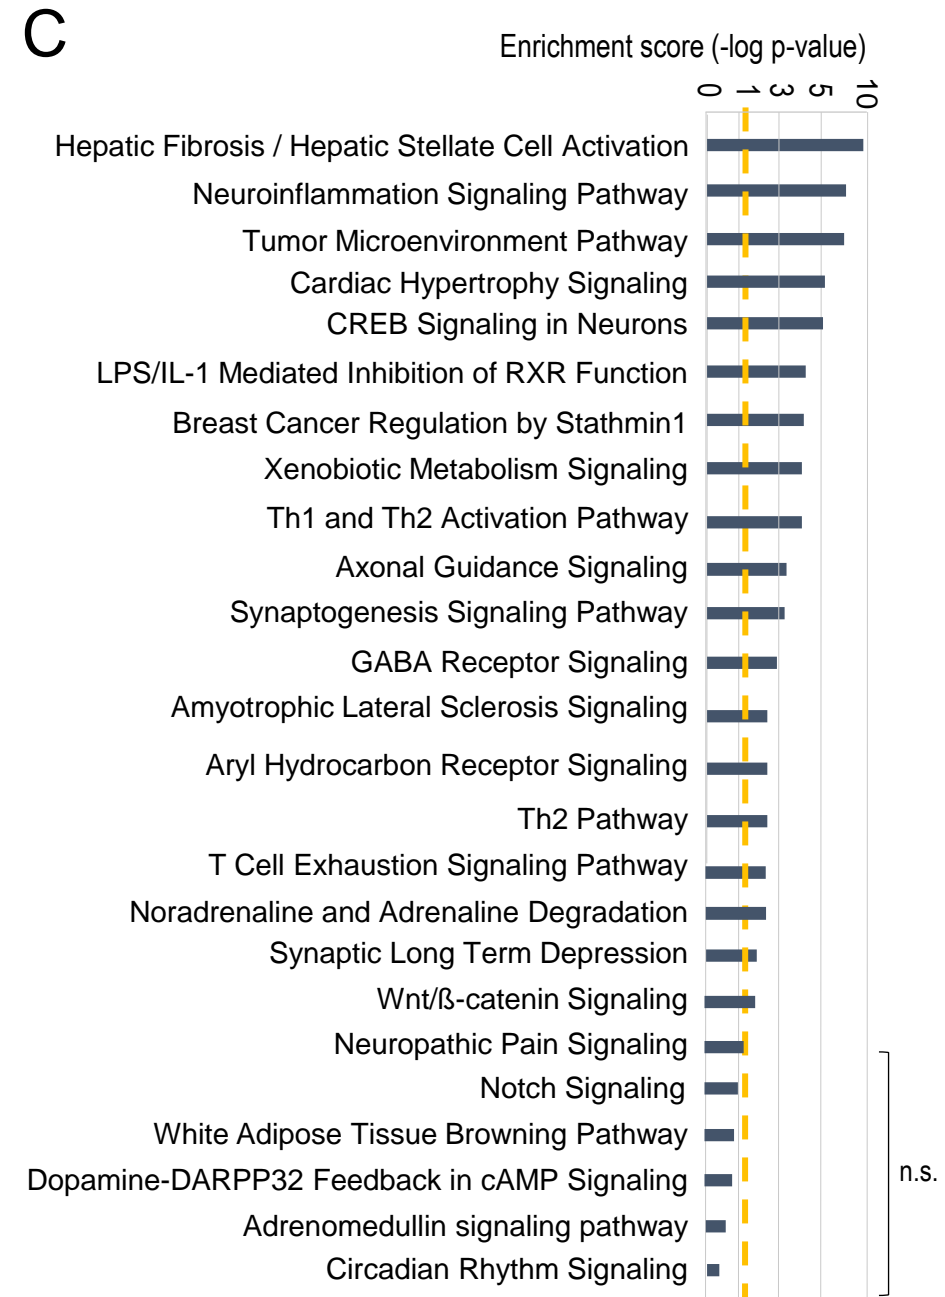 C
Enrichment score (-log p-value)
0 1 3 5 10
Hepatic Fibrosis / Hepatic Stellate Cell Activation
Neuroinflammation Signaling Pathway
Tumor Microenvironment Pathway
Cardiac Hypertrophy Signaling
CREB Signaling in Neurons
LPS/IL-1 Mediated Inhibition of RXR Function
Breast Cancer Regulation by Stathmin1
Xenobiotic Metabolism Signaling
Th1 and Th2 Activation Pathway
Axonal Guidance Signaling
Synaptogenesis Signaling Pathway
GABA Receptor Signaling
Amyotrophic Lateral Sclerosis Signaling
Aryl Hydrocarbon Receptor Signaling
Th2 Pathway
T Cell Exhaustion Signaling Pathway
Noradrenaline and Adrenaline Degradation
Synaptic Long Term Depression
Wnt/ß-catenin Signaling
Neuropathic Pain Signaling
Notch Signaling
White Adipose Tissue Browning Pathway
Dopamine-DARPP32 Feedback in cAMP Signaling
n.s.
Adrenomedullin signaling pathway
Circadian Rhythm Signaling